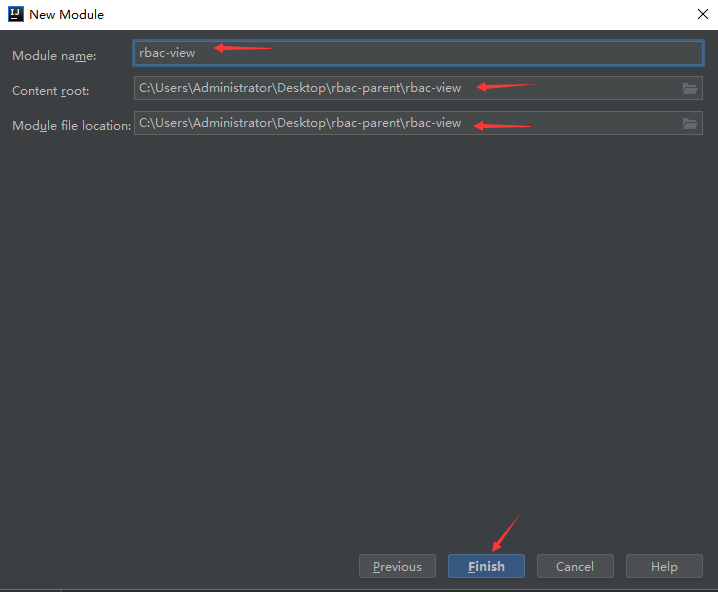 New Module
Module name: rbac-view
Content root: C:\Users\Administrator\Desktop\rbac-parent\rbac-view
Module file location: C:\Users\Administrator\Desktop\rbac-parent\rbac-view
Previous Finish Cancel Help